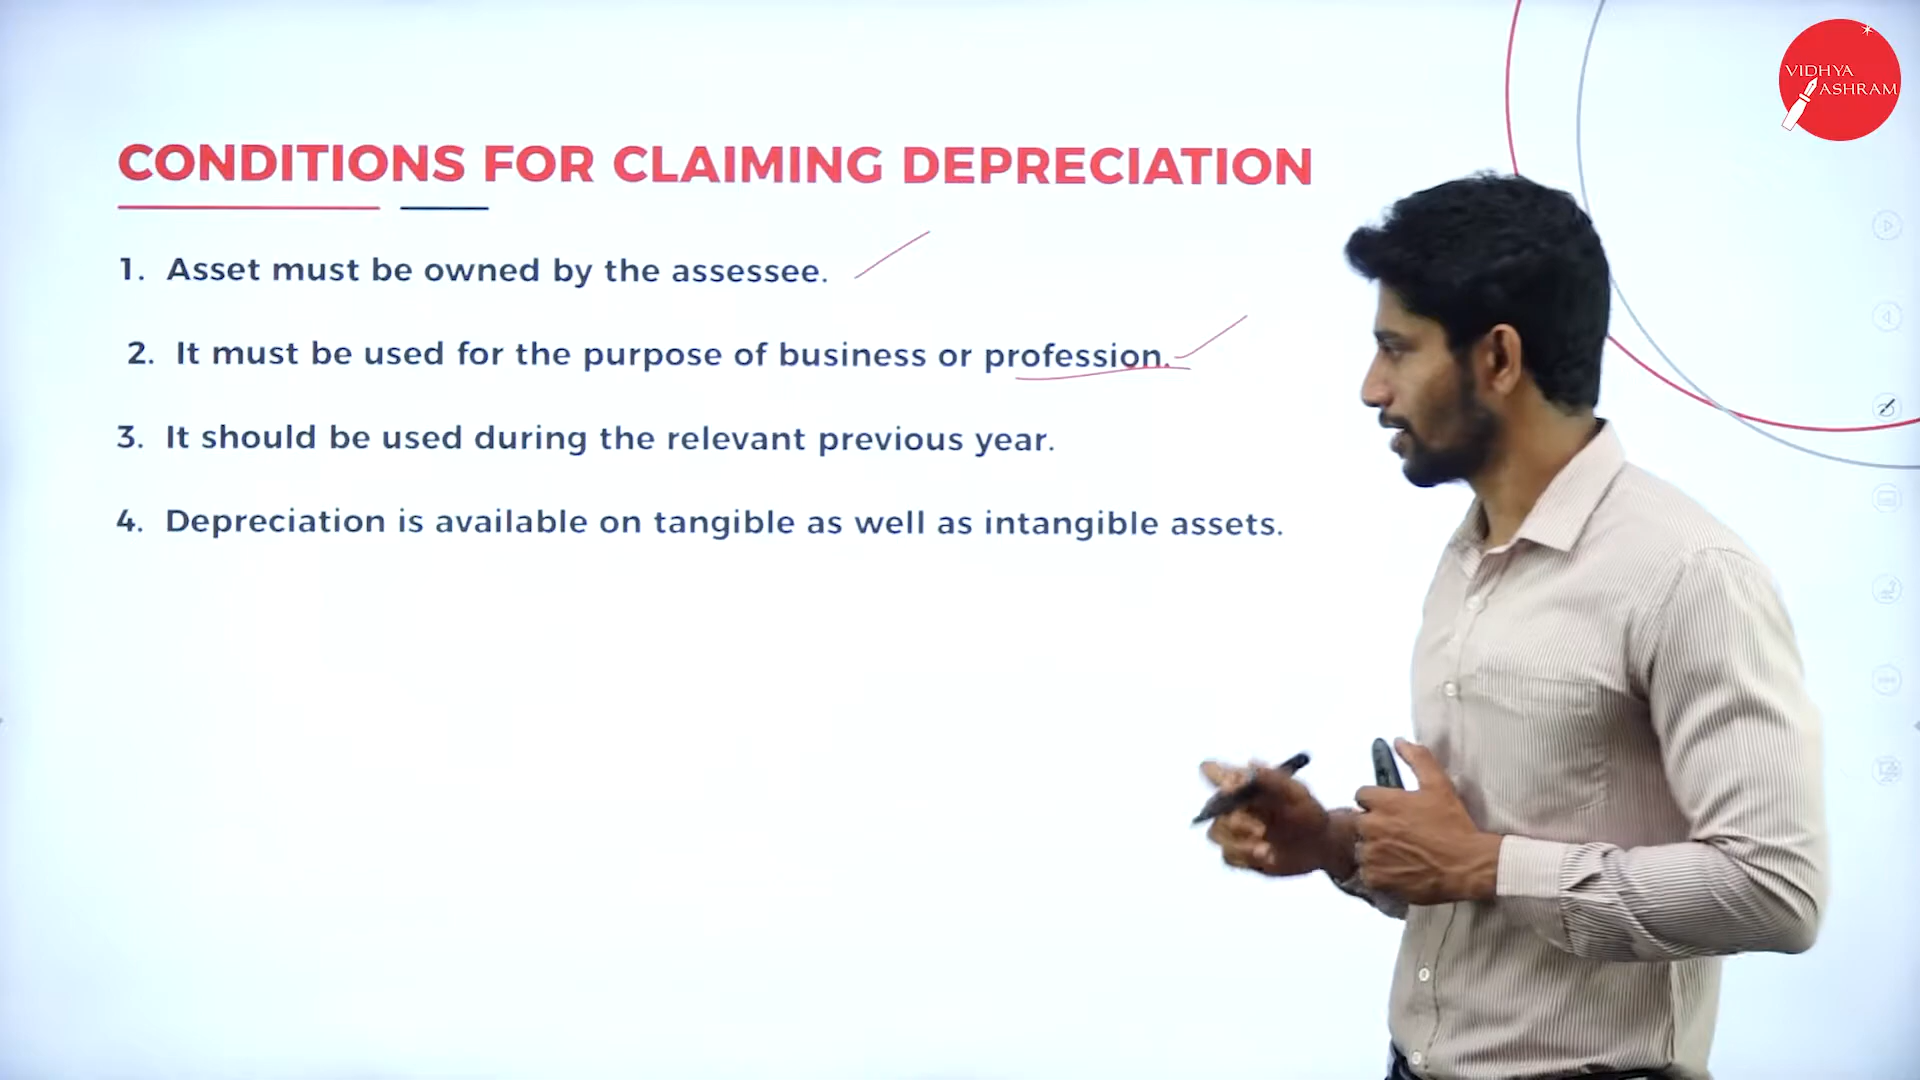 VIDHYA
ASHRAM
CONDITIONS FOR CLAIMING DEPRECIATION
1. Asset must be owned by the assessee.
2. It must be used for the purpose of business or profession.
3. It should be used during the relevant previous year.
4. Depreciation is available on tangible as well as intangible assets.